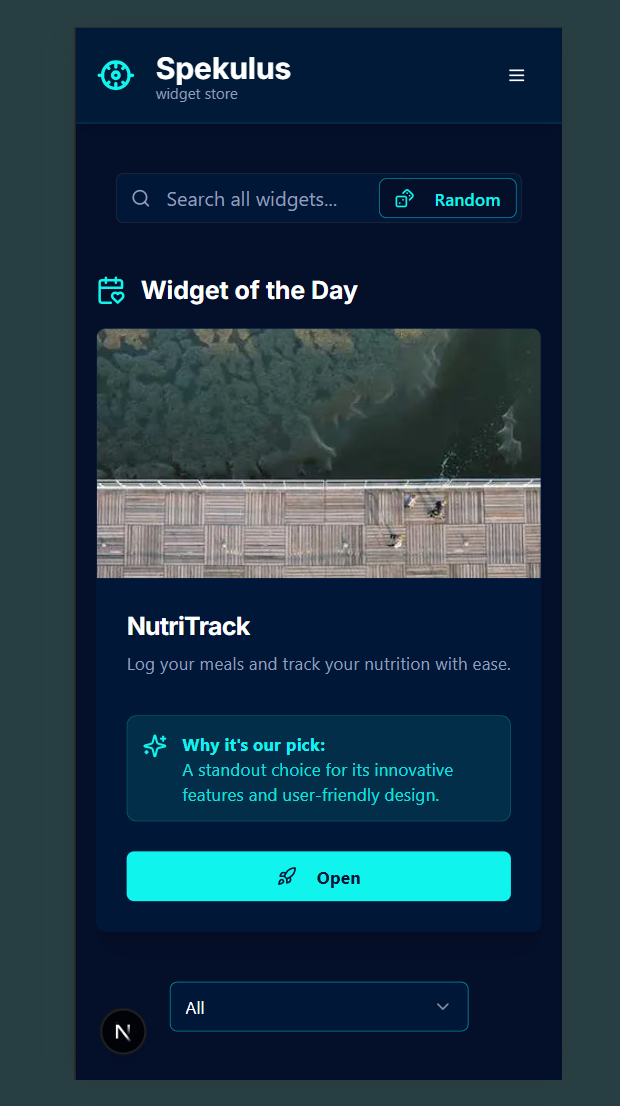 Spekulus
widget store
Search all widgets...
Random
Widget of the Day
NutriTrack
Log your meals and track your nutrition with ease.
Why it's our pick:
A standout choice for its innovative
features and user-friendly design.
Open
All
N